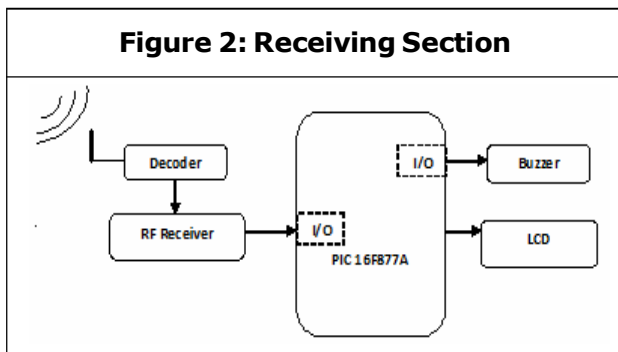 Figure 2: Receiving Section
Decoder
I/O
Buzzer
RF Receiver
I/O
LCD
PIC 16F877A